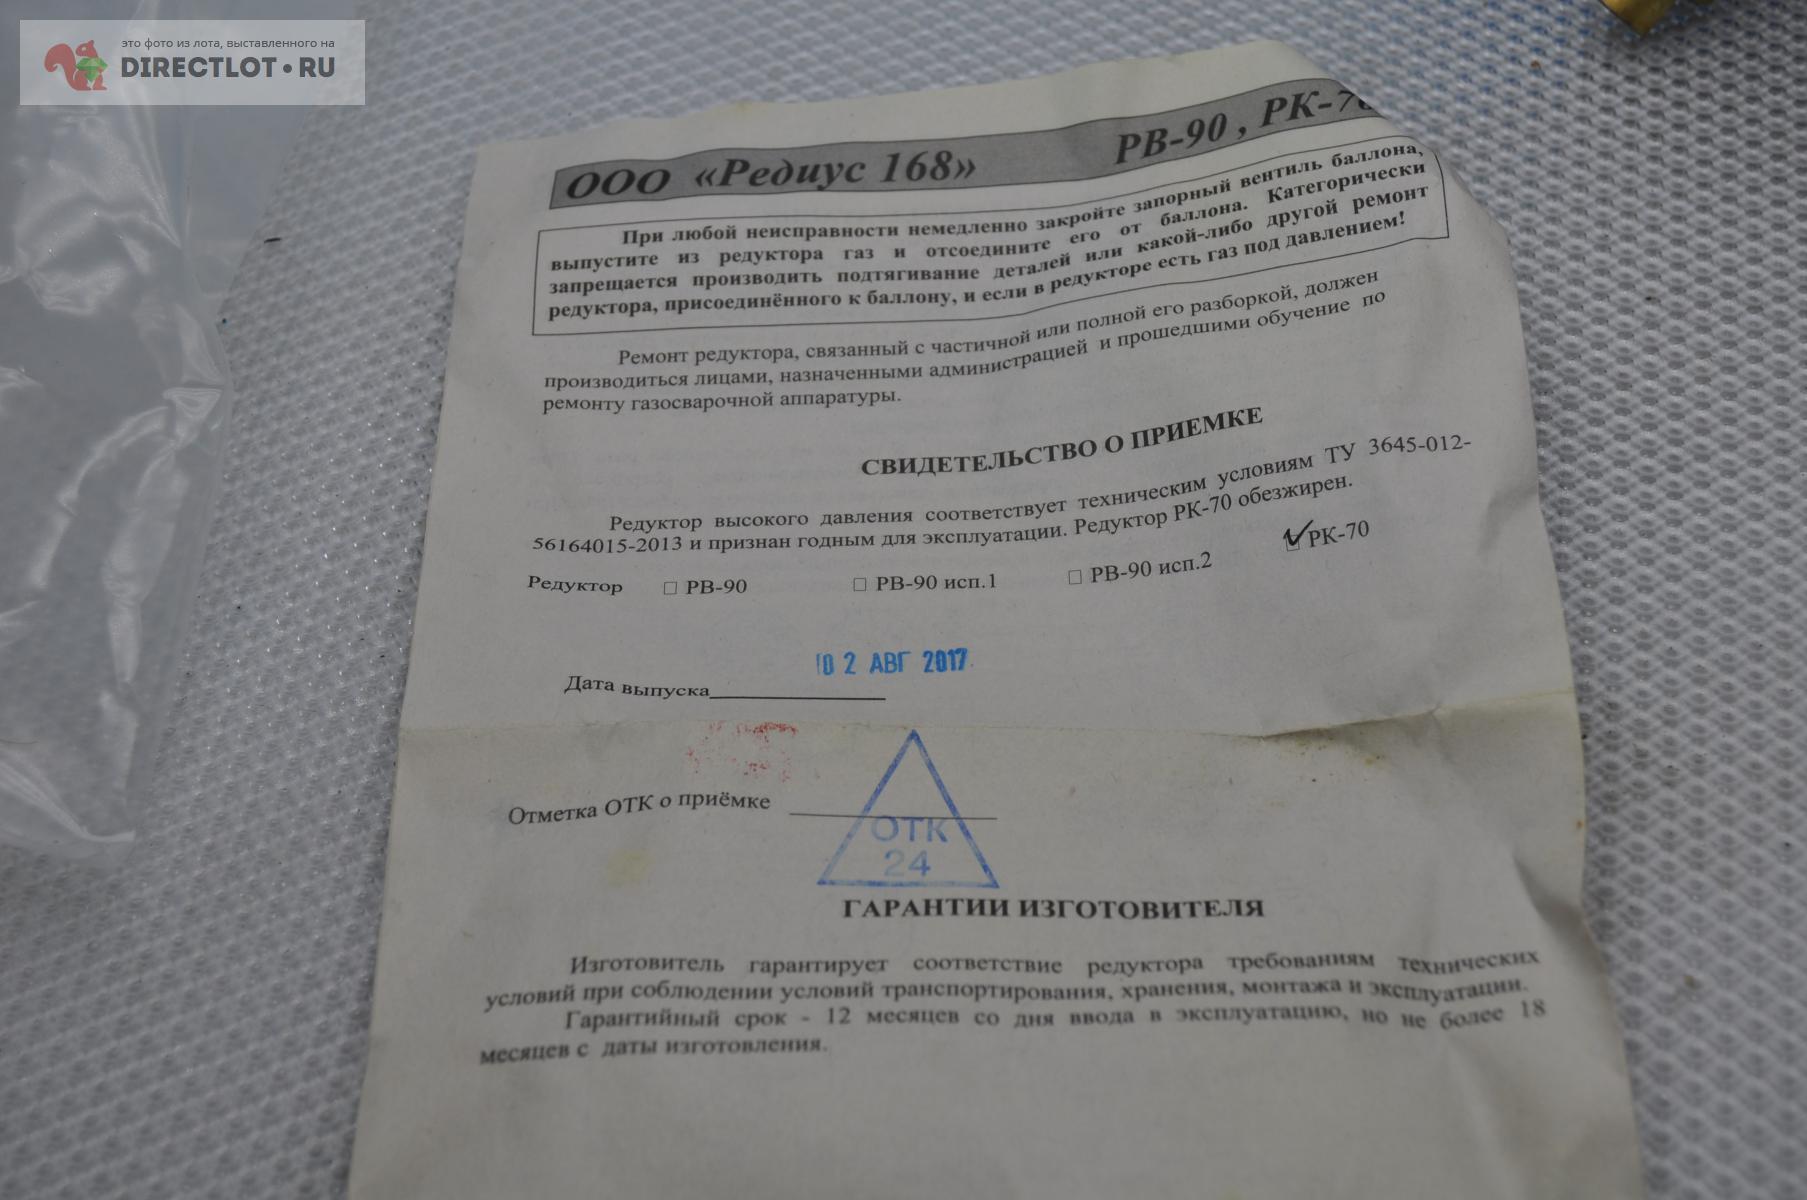 это фото из лота, выставленного на
DIRECTLOT • RU
ООО «Редиус 168» РВ-90 , РК-70
При любой неисправности немедленно закройте запорный вентиль баллона,
выпустите из редуктора газ и отсоедините его от баллона. Категорически
запрещается производить подтягивание деталей или какой-либо другой ремонт
редуктора, присоединённого к баллону, и если в редукторе есть газ под давлением!
Ремонт редуктора, связанный с частичной или полной его разборкой, должен
производиться лицами, назначенными администрацией и прошедшими обучение по
ремонту газосварочной аппаратуры.
СВИДЕТЕЛЬСТВО О ПРИЕМКЕ
Редуктор высокого давления соответствует техническим условиям ТУ 3645-012-
56164015-2013 и признан годным для эксплуатации. Редуктор РК-70 обезжирен.
Редуктор □ РВ-90 □ РВ-90 исп.1 □ РВ-90 исп.2 ☑ РК-70
Дата выпуска 02 АВГ 2017
Отметка ОТК о приёмке
ОТК
24
ГАРАНТИИ ИЗГОТОВИТЕЛЯ
Изготовитель гарантирует соответствие редуктора требованиям технических
условий при соблюдении условий транспортирования, хранения, монтажа и эксплуатации.
Гарантийный срок - 12 месяцев со дня ввода в эксплуатацию, но не более 18
месяцев с даты изготовления.